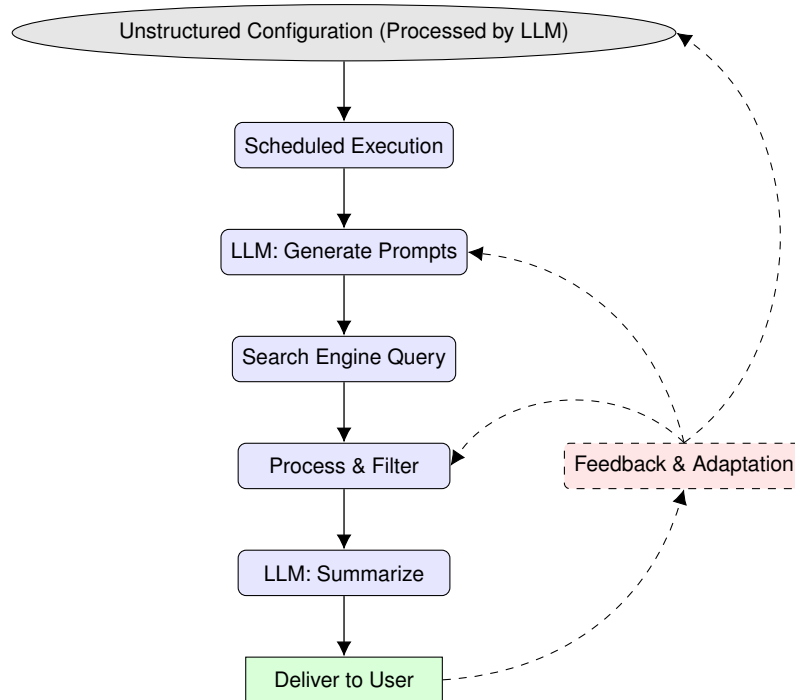 Unstructured Configuration (Processed by LLM)
Scheduled Execution
LLM: Generate Prompts
Search Engine Query
Process & Filter
Feedback & Adaptation
LLM: Summarize
Deliver to User